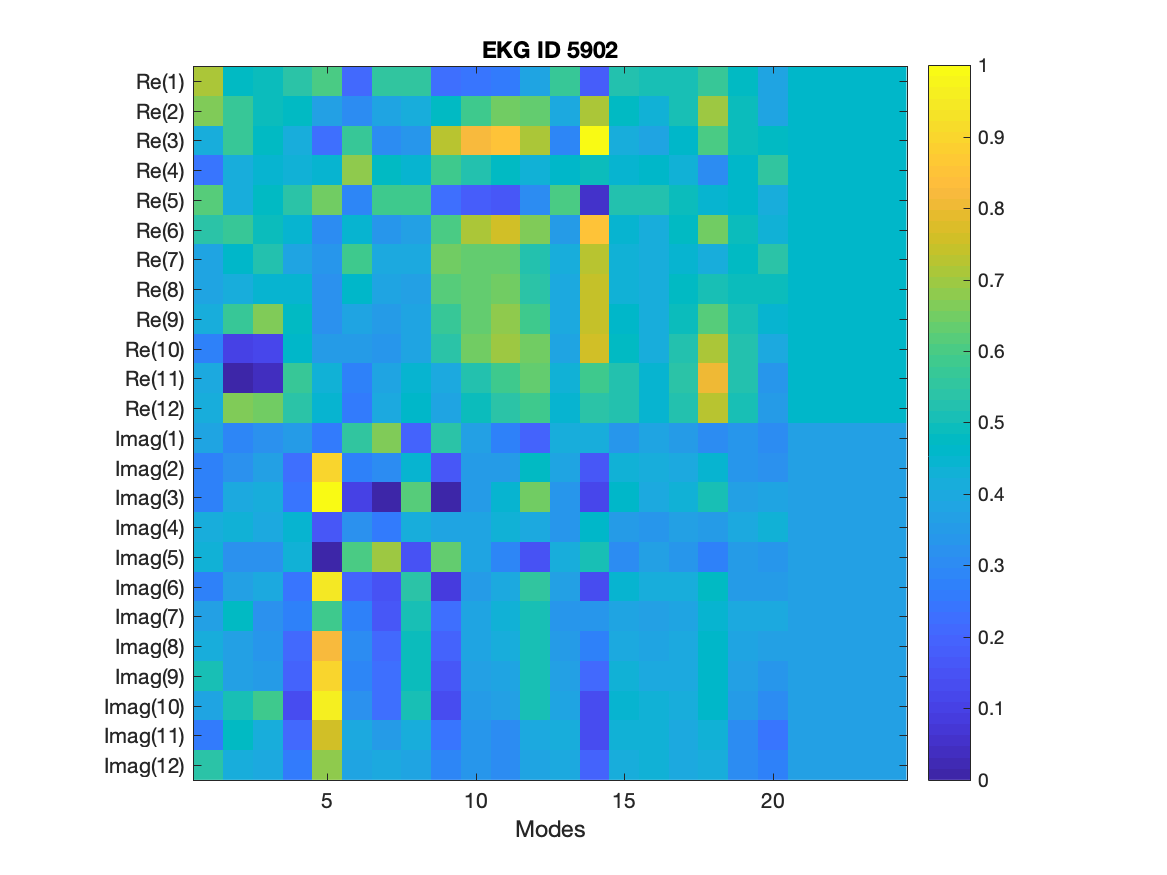 EKG ID 5902
Re(1)
Re(2)
Re(3)
Re(4)
Re(5)
Re(6)
Re(7)
Re(8)
Re(9)
Re(10)
Re(11)
Re(12)
Imag(1)
Imag(2)
Imag(3)
Imag(4)
Imag(5)
Imag(6)
Imag(7)
Imag(8)
Imag(9)
Imag(10)
Imag(11)
Imag(12)
5 10 15 20
Modes
1
0.9
0.8
0.7
0.6
0.5
0.4
0.3
0.2
0.1
0